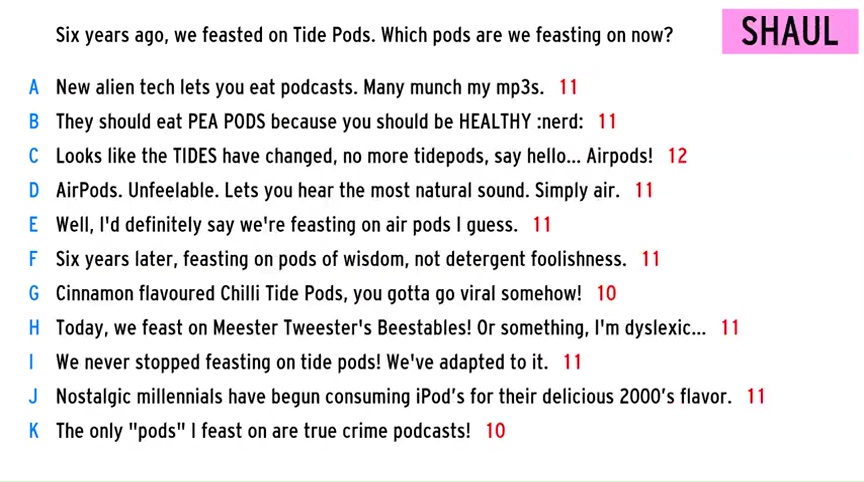 Six years ago, we feasted on Tide Pods. Which pods are we feasting on now?
SHAUL
A New alien tech lets you eat podcasts. Many munch my mp3s. 11
B They should eat PEA PODS because you should be HEALTHY :nerd: 11
C Looks like the TIDES have changed, no more tidepods, say hello... Airpods! 12
D AirPods. Unfeelable. Lets you hear the most natural sound. Simply air. 11
E Well, I'd definitely say we're feasting on air pods I guess. 11
F Six years later, feasting on pods of wisdom, not detergent foolishness. 11
G Cinnamon flavoured Chilli Tide Pods, you gotta go viral somehow! 10
H Today, we feast on Meester Tweester's Beestables! Or something, I'm dyslexic... 11
I We never stopped feasting on tide pods! We've adapted to it. 11
J Nostalgic millennials have begun consuming iPod's for their delicious 2000's flavor. 11
K The only "pods" I feast on are true crime podcasts! 10